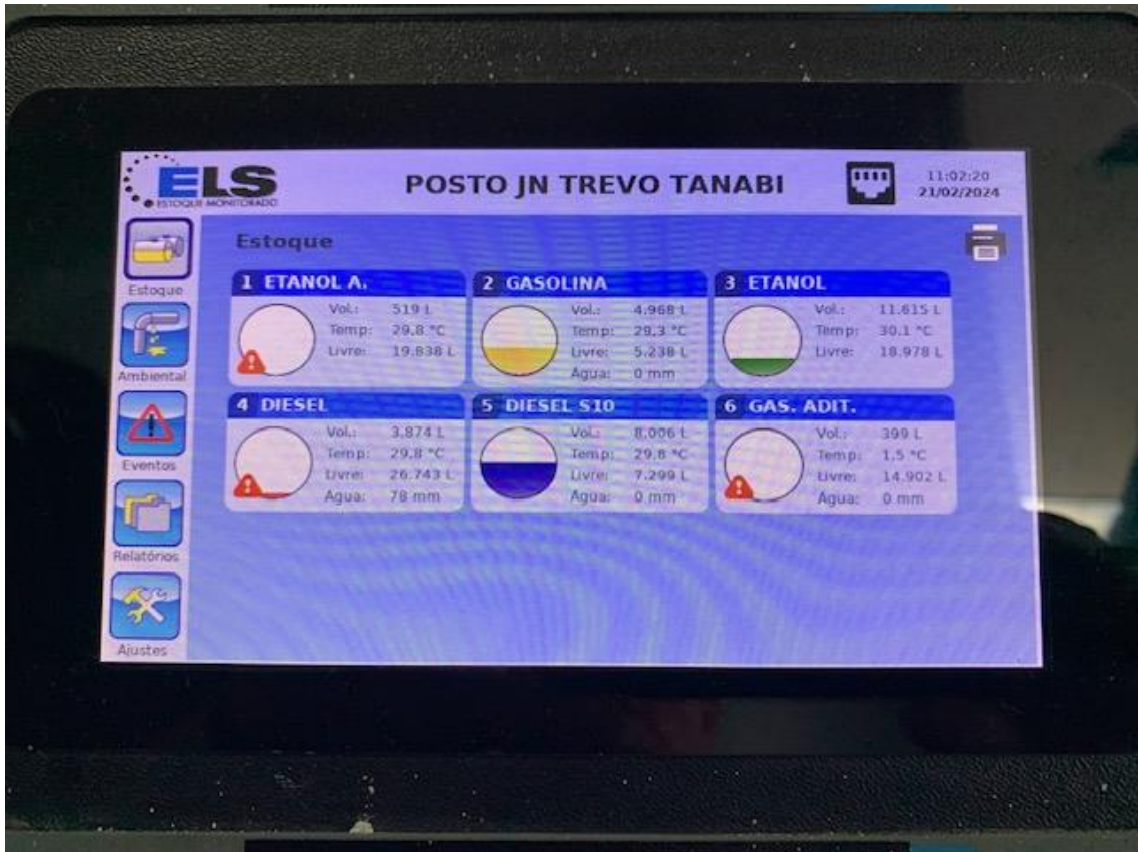 ELS
ESTOQUE MONITORADO
POSTO JN TREVO TANABI
11:02:20
21/02/2024
Estoque
Estoque
Ambiental
Eventos
Relatórios
Ajustes
1 ETANOL A.
Vol.: 519 L
Temp: 29,8 °C
Livre: 19.838 L
2 GASOLINA
Vol.: 4.968 L
Temp: 29,3 °C
Livre: 5.238 L
Agua: 0 mm
3 ETANOL
Vol.: 11.615 L
Temp: 30,1 °C
Livre: 18.978 L
4 DIESEL
Vol.: 3.874 L
Temp: 29,8 °C
Livre: 26.743 L
Agua: 78 mm
5 DIESEL S10
Vol.: 8.006 L
Temp: 29,8 °C
Livre: 7.299 L
Agua: 0 mm
6 GAS. ADIT.
Vol.: 399 L
Temp: 1,5 °C
Livre: 14.902 L
Agua: 0 mm